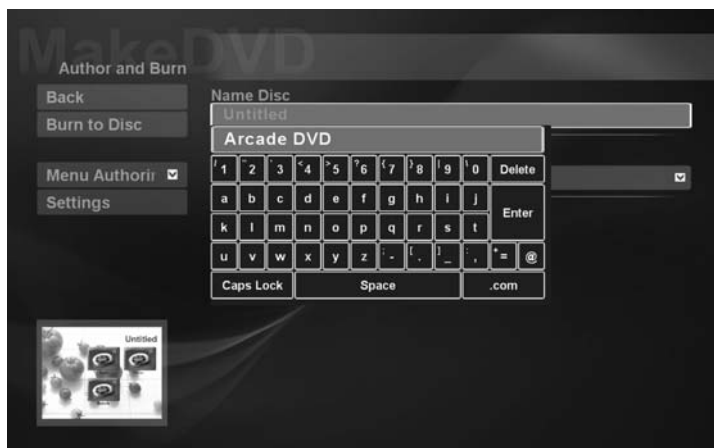 MakeDVD
Author and Burn
Back
Burn to Disc
Menu Authorir
Settings
Name Disc
Untitled
Arcade DVD
! 1 " 2 ' 3 < 4 > 5 ? 6 { 7 } 8 | 9 \ 0 Delete
a b c d e f g h i j
Enter
k l m n o p q r s t
u v w x y z ; - [ . ] _ : , + = @
Caps Lock Space .com
Untitled